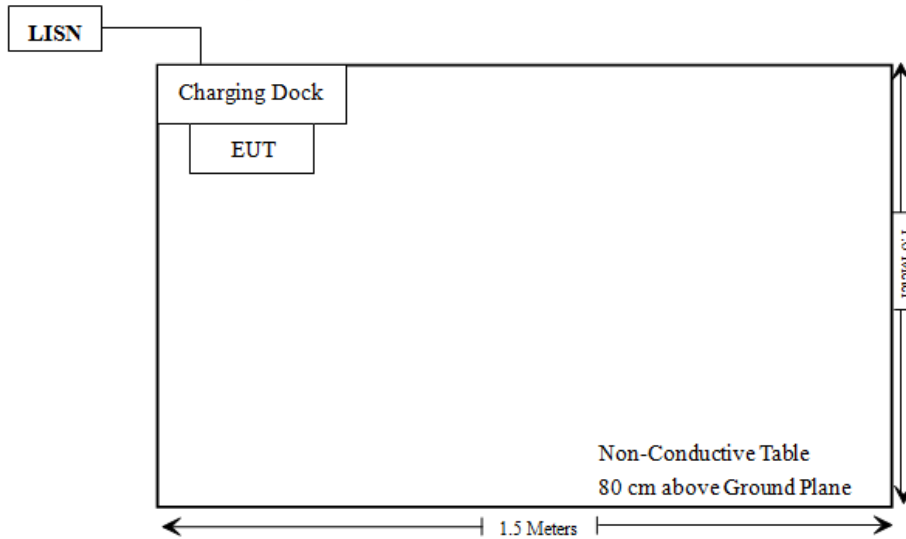 LISN
Charging Dock
EUT
Non-Conductive Table
80 cm above Ground Plane
1.5 Meters